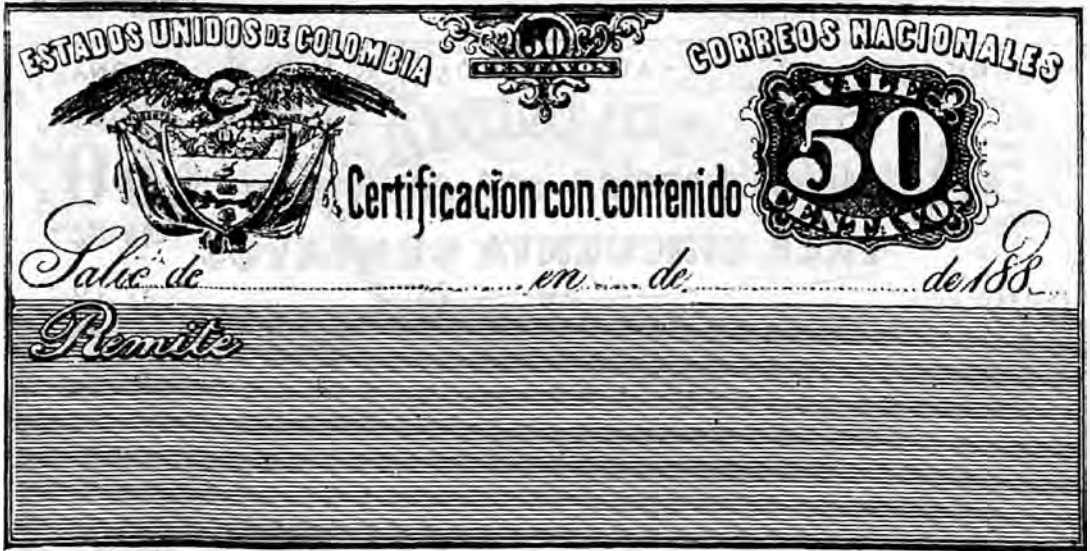 ESTADOS UNIDOS DE COLOMBIA
50
CENTAVOS
CORREOS NACIONALES
VALE
50
CENTAVOS
Certificacion con contenido
Salió de en de de 188
Remite